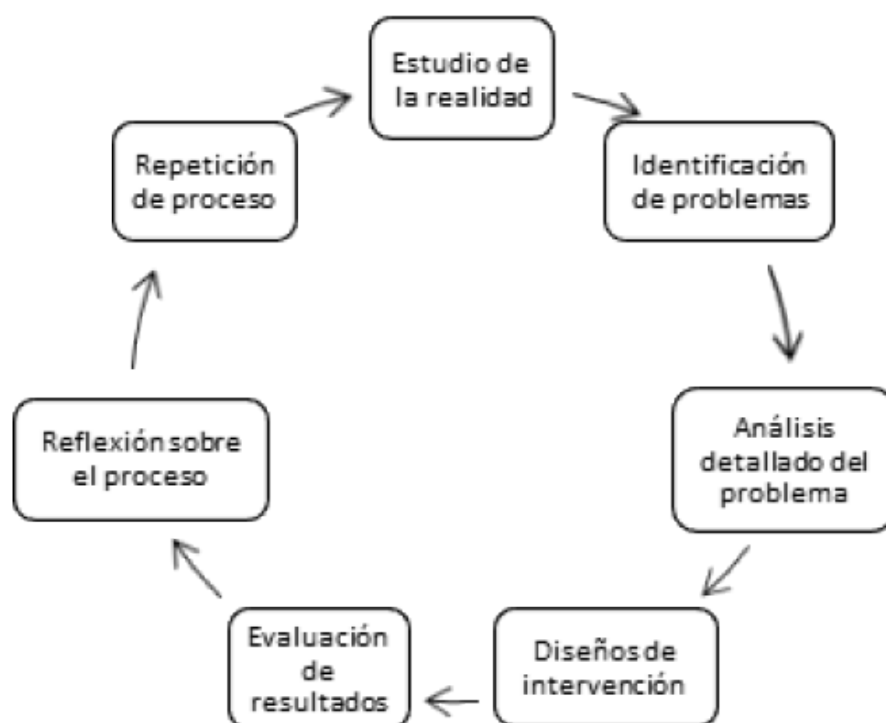 Estudio de
la realidad
Identificación
de problemas
Análisis
detallado del
problema
Diseños de
intervención
Evaluación
de
resultados
Reflexión sobre
el proceso
Repetición
de proceso